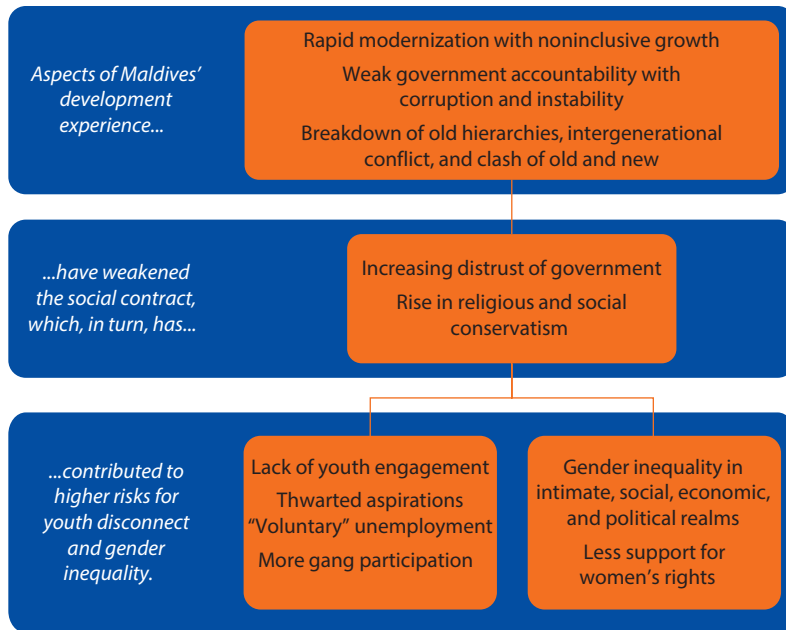 Aspects of Maldives’
development
experience...
Rapid modernization with noninclusive growth
Weak government accountability with
corruption and instability
Breakdown of old hierarchies, intergenerational
conflict, and clash of old and new
...have weakened
the social contract,
which, in turn, has...
Increasing distrust of government
Rise in religious and social
conservatism
...contributed to
higher risks for
youth disconnect
and gender
inequality.
Lack of youth engagement
Thwarted aspirations
“Voluntary” unemployment
More gang participation
Gender inequality in
intimate, social, economic,
and political realms
Less support for
women’s rights